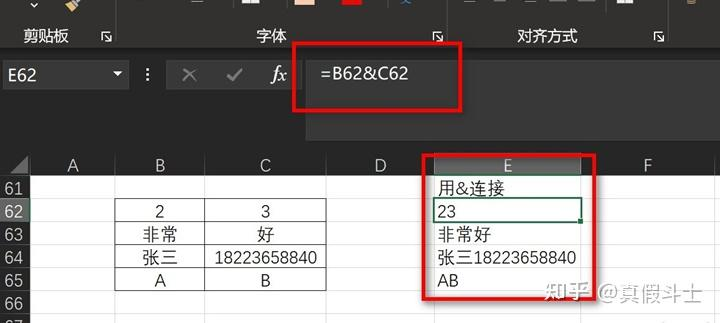 剪贴板 字体 对齐方式
E62 fx =B62&C62
A B C D E F
61 用&连接
62 2 3 23
63 非常 好 非常好
64 张三 18223658840 张三18223658840
65 A B AB
66
知乎 @真假斗士